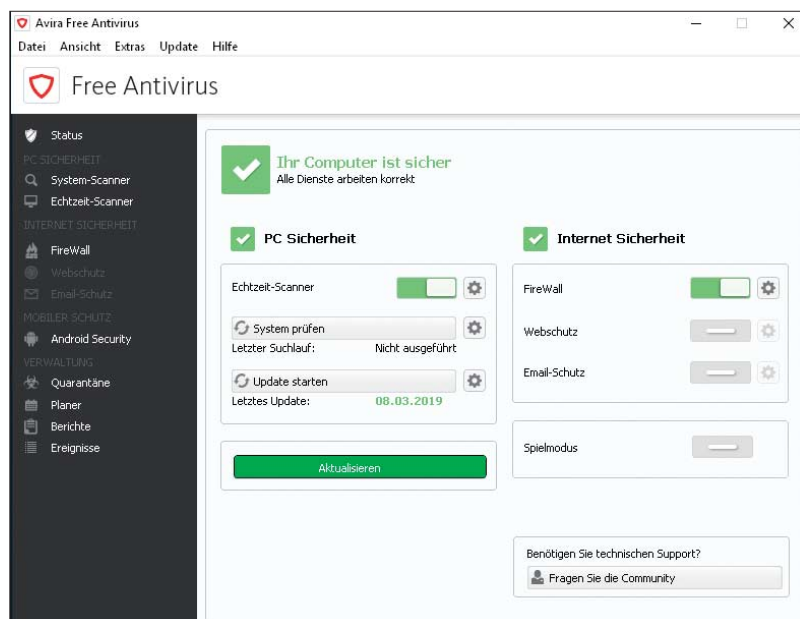 Avira Free Antivirus
Datei Ansicht Extras Update Hilfe
Free Antivirus
Status
PC SICHERHEIT
System-Scanner
Echtzeit-Scanner
INTERNET SICHERHEIT
FireWall
Webschutz
Email-Schutz
MOBILER SCHUTZ
Android Security
VERWALTUNG
Quarantäne
Planer
Berichte
Ereignisse
Ihr Computer ist sicher
Alle Dienste arbeiten korrekt
PC Sicherheit
Echtzeit-Scanner
System prüfen
Letzter Suchlauf: Nicht ausgeführt
Update starten
Letztes Update: 08.03.2019
Aktualisieren
Internet Sicherheit
FireWall
Webschutz
Email-Schutz
Spielmodus
Benötigen Sie technischen Support?
Fragen Sie die Community